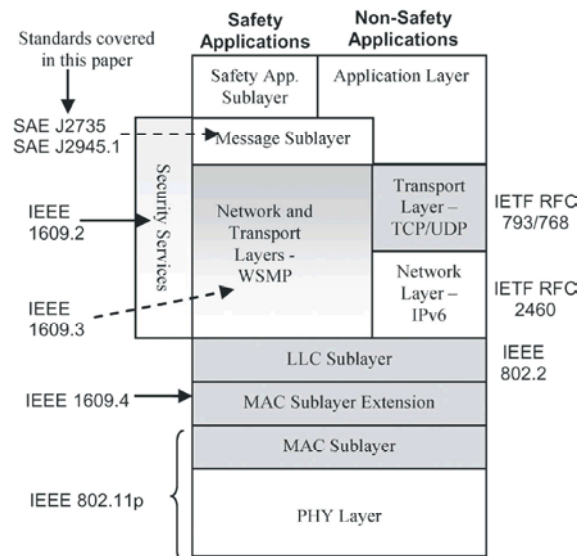 Safety
Applications
Non-Safety
Applications
Standards covered
in this paper
Safety App.
Sublayer
Application Layer
SAE J2735
SAE J2945.1
Message Sublayer
Security Services
IEEE
1609.2
Network and
Transport
Layers -
WSMP
Transport
Layer –
TCP/UDP
IETF RFC
793/768
IEEE
1609.3
Network
Layer –
IPv6
IETF RFC
2460
LLC Sublayer
IEEE
802.2
IEEE 1609.4
MAC Sublayer Extension
MAC Sublayer
IEEE 802.11p
PHY Layer